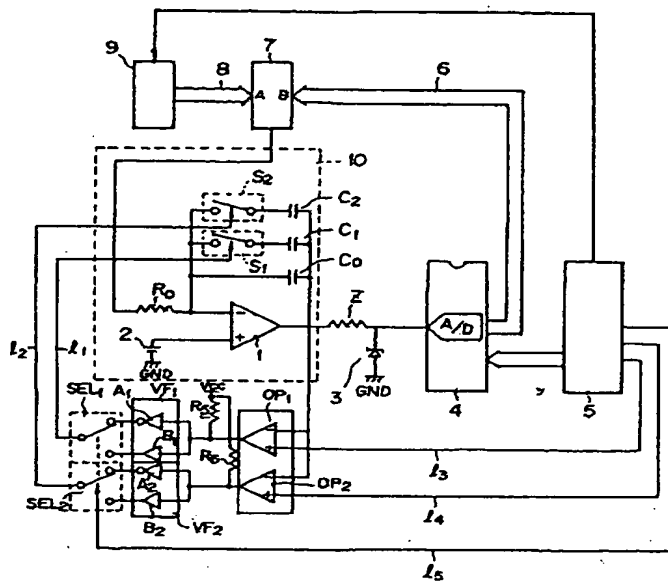 9
8
7
6
A
B
10
S2
C2
C1
S1
C0
R0
−
+
1
2
GND
Z
3
GND
A/D
4
5
l2
l1
SEL1
A1
VF1
VCC
OP1
R5
B1
R6
A2
OP2
SEL2
B2
VF2
l3
l4
l5